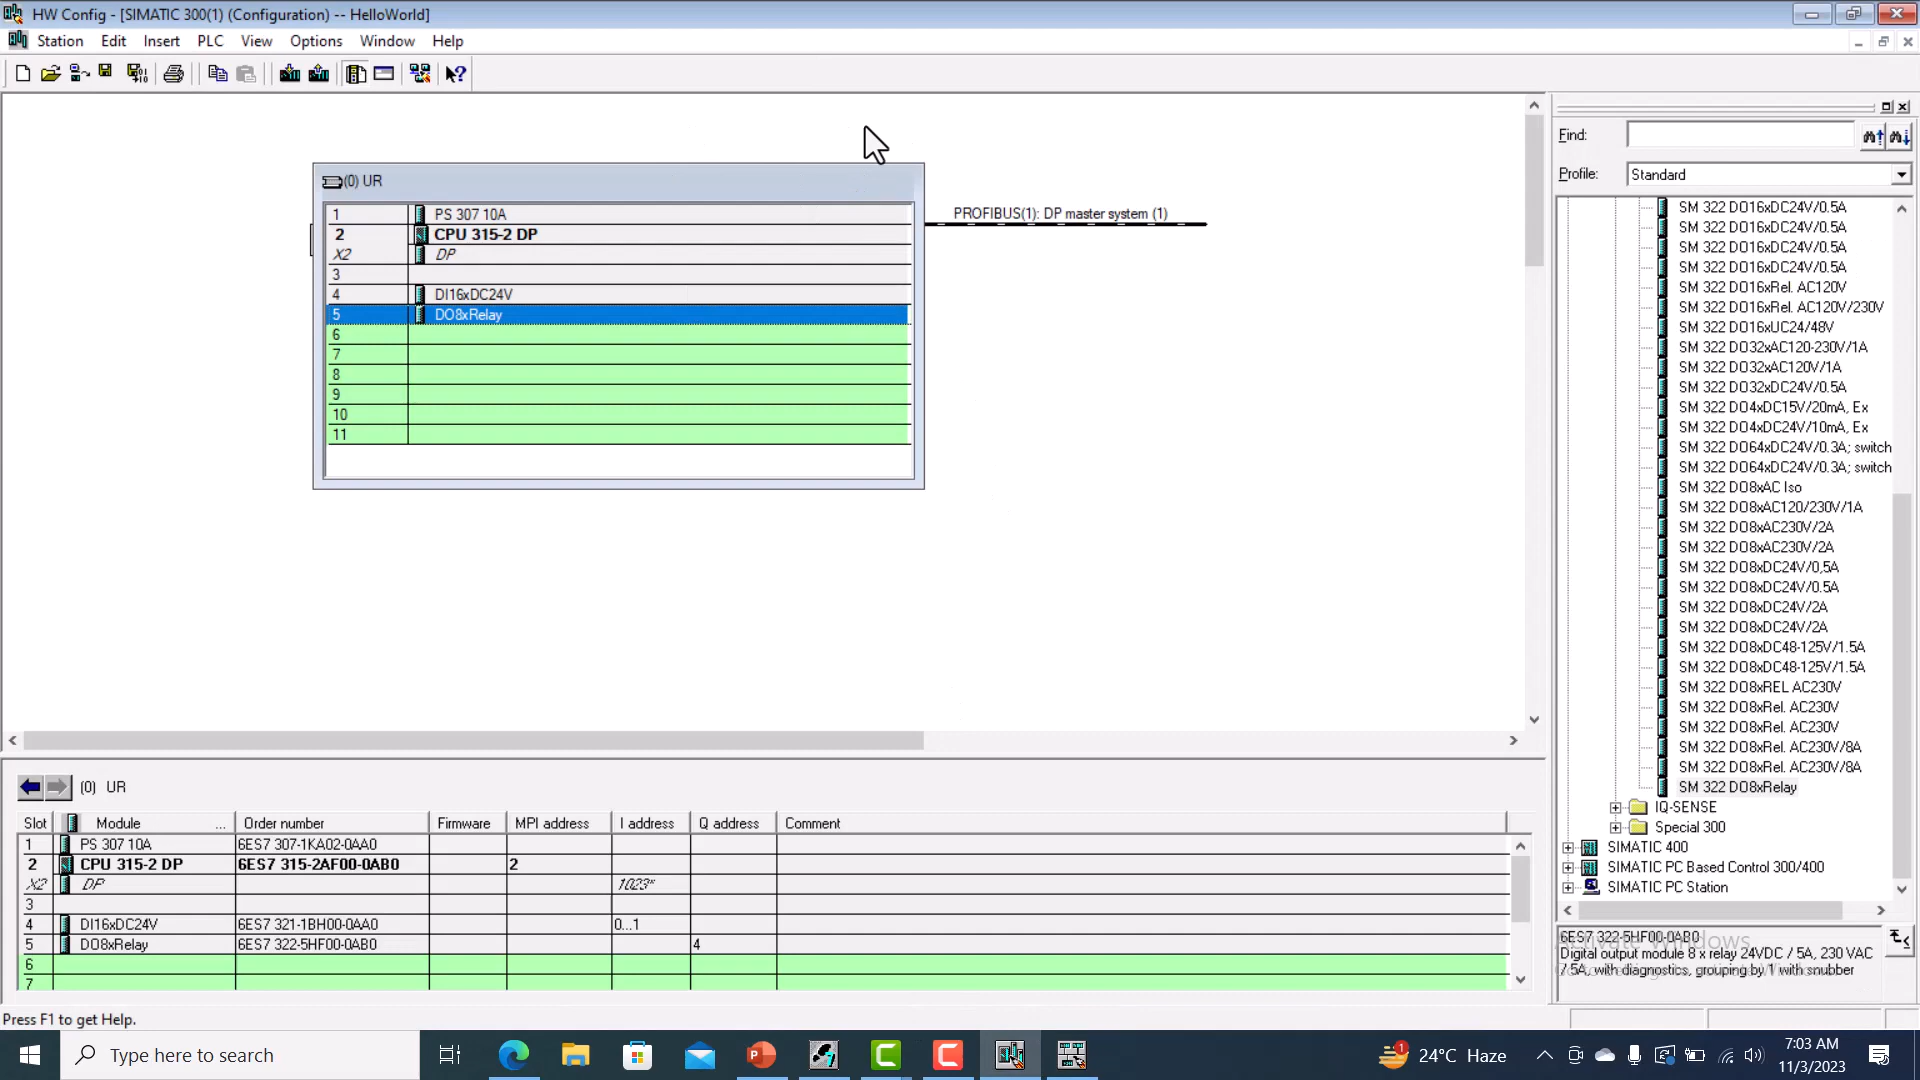 HW Config - [SIMATIC 300(1) (Configuration) -- HelloWorld]
Station Edit Insert PLC View Options Window Help
Find:
Profile: Standard
(0) UR
1 PS 307 10A
2 CPU 315-2 DP
X2 DP
3
4 DI16xDC24V
5 DO8xRelay
6
7
8
9
10
11
PROFIBUS(1): DP master system (1)
SM 322 DO16xDC24V/0.5A
SM 322 DO16xDC24V/0.5A
SM 322 DO16xDC24V/0.5A
SM 322 DO16xDC24V/0.5A
SM 322 DO16xRel. AC120V
SM 322 DO16xRel. AC120V/230V
SM 322 DO16xUC24/48V
SM 322 DO32xAC120-230V/1A
SM 322 DO32xAC120V/1A
SM 322 DO32xDC24V/0.5A
SM 322 DO4xDC15V/20mA, Ex
SM 322 DO4xDC24V/10mA, Ex
SM 322 DO64xDC24V/0.3A; switch
SM 322 DO64xDC24V/0.3A; switch
SM 322 DO8xAC Iso
SM 322 DO8xAC120/230V/1A
SM 322 DO8xAC230V/2A
SM 322 DO8xAC230V/2A
SM 322 DO8xDC24V/0,5A
SM 322 DO8xDC24V/0.5A
SM 322 DO8xDC24V/2A
SM 322 DO8xDC24V/2A
SM 322 DO8xDC48-125V/1.5A
SM 322 DO8xDC48-125V/1.5A
SM 322 DO8xREL AC230V
SM 322 DO8xRel. AC230V
SM 322 DO8xRel. AC230V
SM 322 DO8xRel. AC230V/8A
SM 322 DO8xRel. AC230V/8A
SM 322 DO8xRelay
IQ-SENSE
Special 300
SIMATIC 400
SIMATIC PC Based Control 300/400
SIMATIC PC Station
(0) UR
Slot Module ... Order number Firmware MPI address I address Q address Comment
1 PS 307 10A 6ES7 307-1KA02-0AA0
2 CPU 315-2 DP 6ES7 315-2AF00-0AB0 2
X2 DP 1023*
3
4 DI16xDC24V 6ES7 321-1BH00-0AA0 0...1
5 DO8xRelay 6ES7 322-5HF00-0AB0 4
6
7
6ES7 322-5HF00-0AB0
Activate Windows
Digital output module 8 x relay 24VDC / 5A, 230 VAC
/ 5A, with diagnostics, grouping by 1 with snubber
Press F1 to get Help.
Type here to search
1
24°C Haze
7:03 AM
11/3/2023